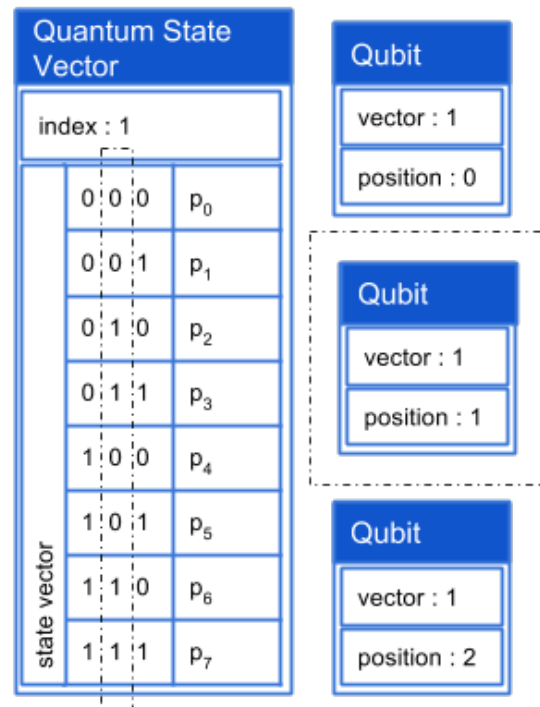 Quantum State
Vector
index : 1
state vector
0 0 0 p₀
0 0 1 p₁
0 1 0 p₂
0 1 1 p₃
1 0 0 p₄
1 0 1 p₅
1 1 0 p₆
1 1 1 p₇
Qubit
vector : 1
position : 0
Qubit
vector : 1
position : 1
Qubit
vector : 1
position : 2